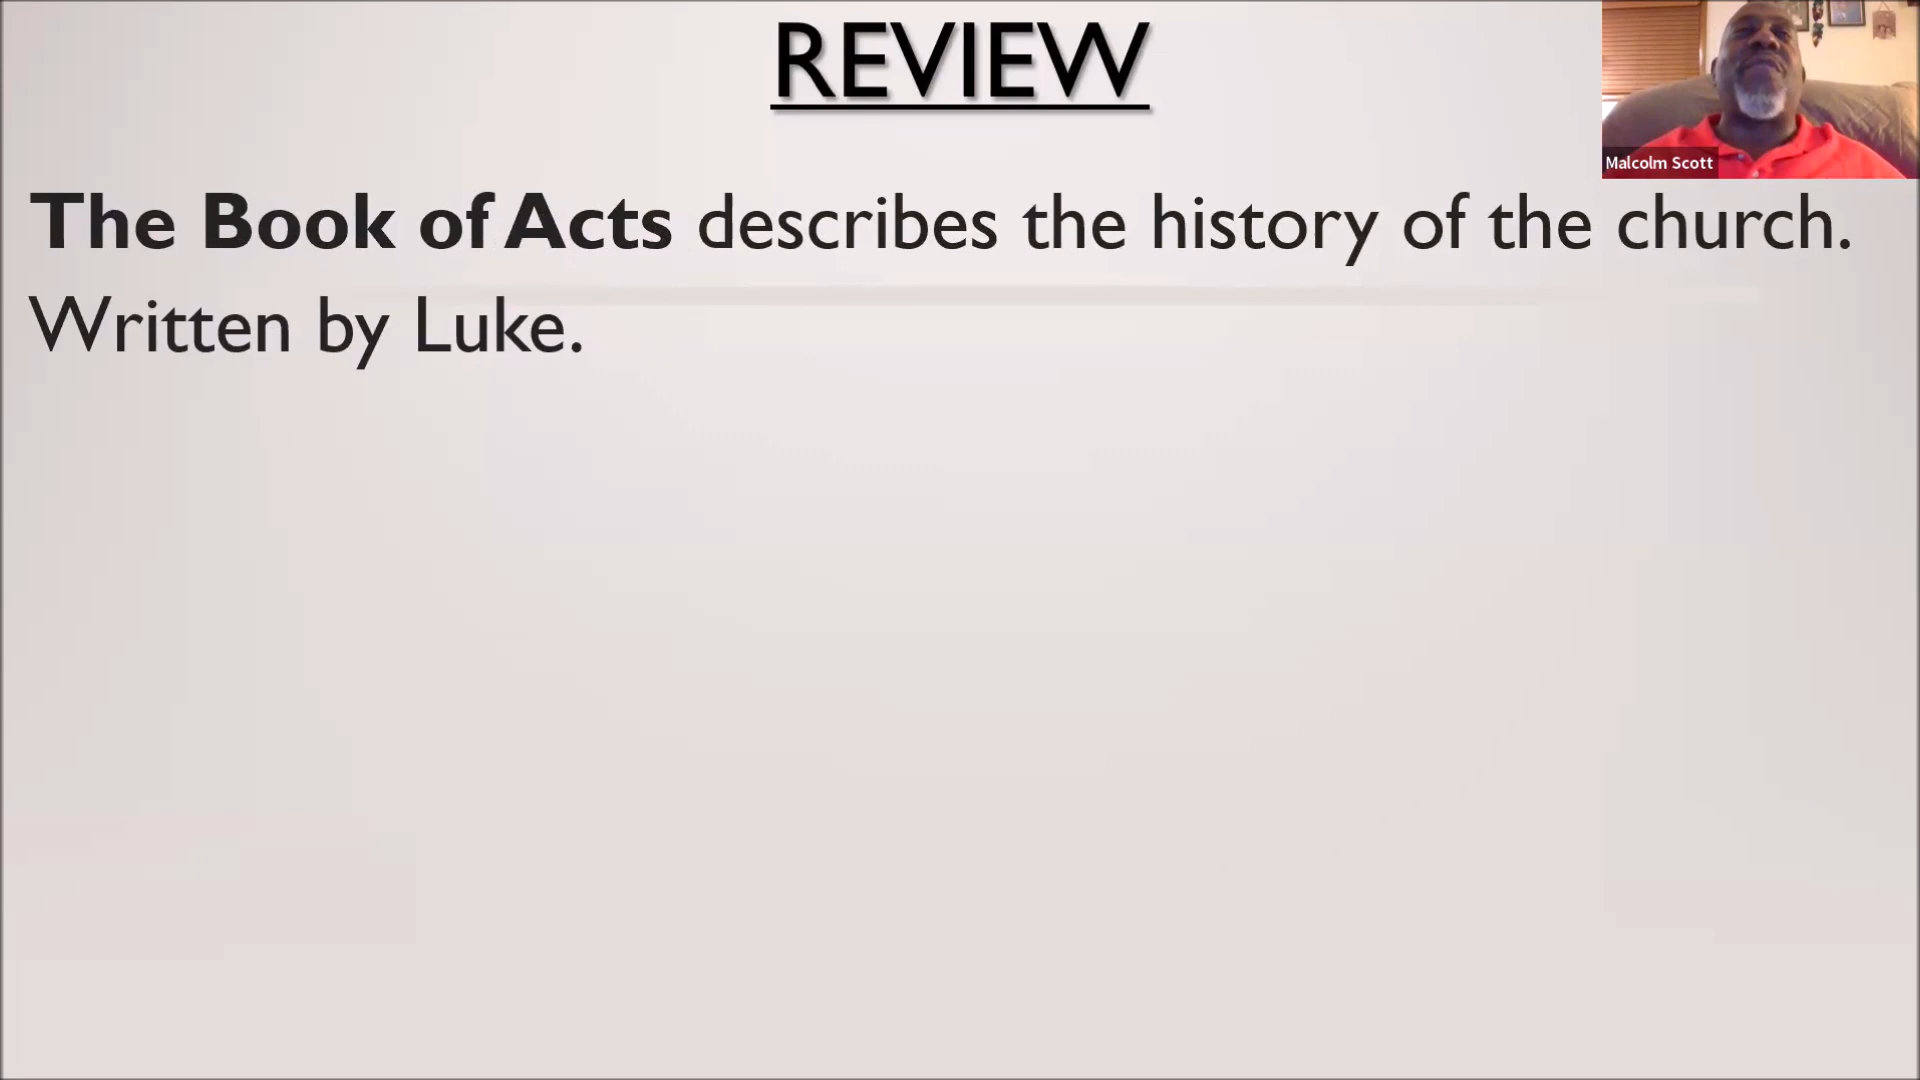 REVIEW
Malcolm Scott
The Book of Acts describes the history of the church.
Written by Luke.